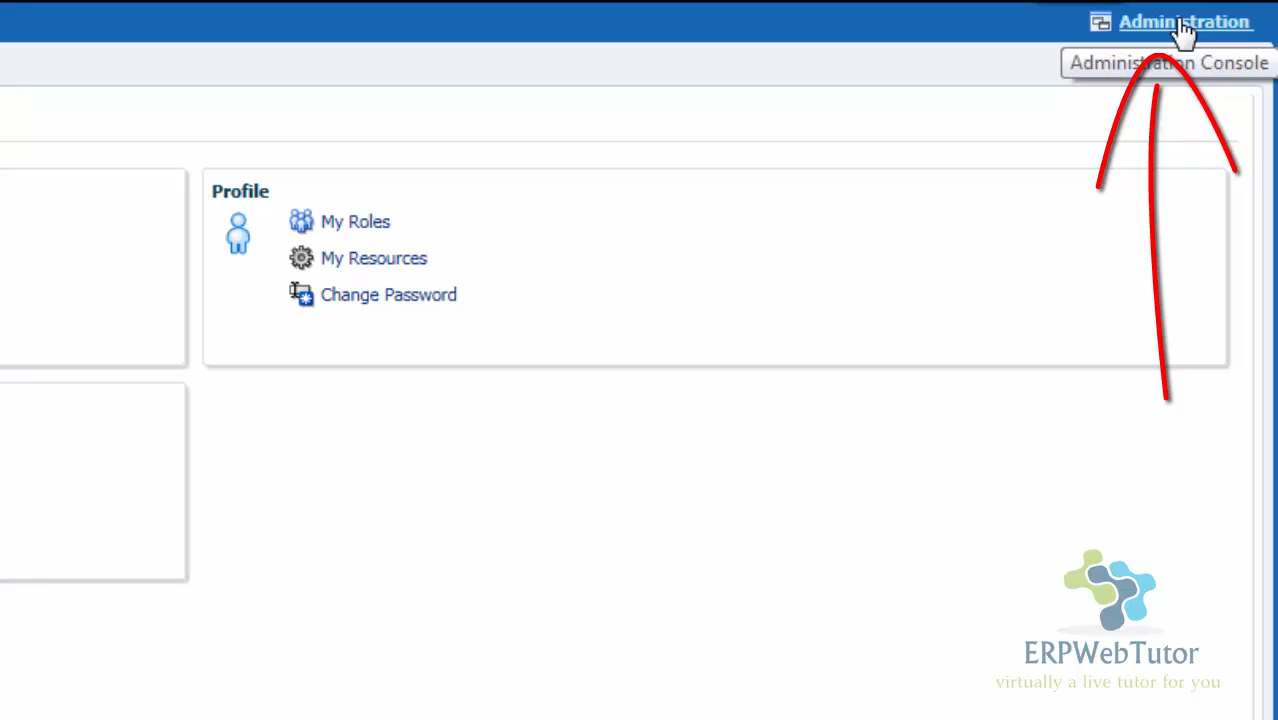 Administration
Administration Console
Profile
My Roles
My Resources
Change Password
ERPWebTutor
virtually a live tutor for you